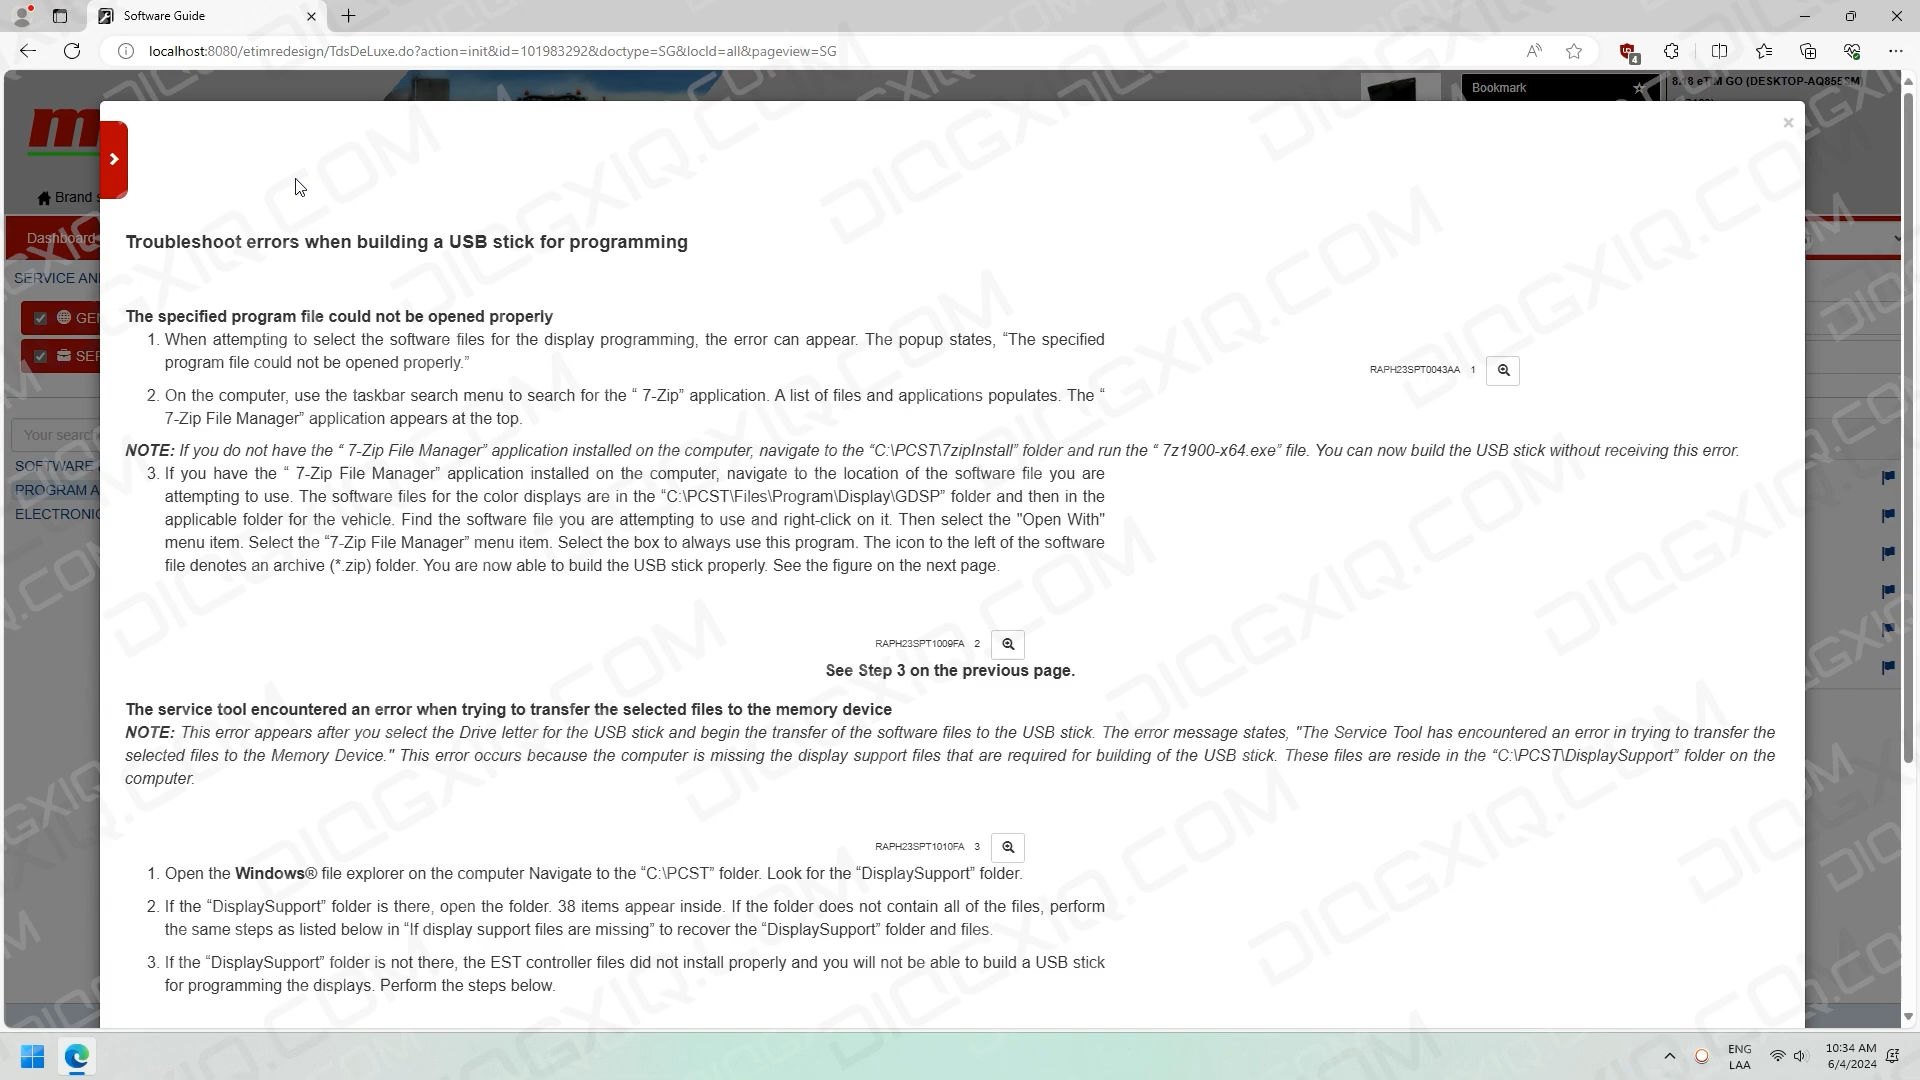 Software Guide
localhost:8080/etimredesign/TdsDeLuxe.do?action=init&id=101983292&doctype=SG&locId=all&pageview=SG
4
Bookmark
8.18 eTIM GO (DESKTOP-AQ855SM)
Brand
Dashboard
SERVICE AN
GEN
SER
Your search
SOFTWARE
PROGRAM A
ELECTRONIC
Troubleshoot errors when building a USB stick for programming
The specified program file could not be opened properly
1. When attempting to select the software files for the display programming, the error can appear. The popup states, “The specified
program file could not be opened properly.”
RAPH23SPT0043AA 1
2. On the computer, use the taskbar search menu to search for the “ 7-Zip” application. A list of files and applications populates. The “
7-Zip File Manager” application appears at the top.
NOTE: If you do not have the “ 7-Zip File Manager” application installed on the computer, navigate to the “C:\PCST\7zipInstall” folder and run the “ 7z1900-x64.exe” file. You can now build the USB stick without receiving this error.
3. If you have the “ 7-Zip File Manager” application installed on the computer, navigate to the location of the software file you are
attempting to use. The software files for the color displays are in the “C:\PCST\Files\Program\Display\GDSP” folder and then in the
applicable folder for the vehicle. Find the software file you are attempting to use and right-click on it. Then select the "Open With"
menu item. Select the “7-Zip File Manager” menu item. Select the box to always use this program. The icon to the left of the software
file denotes an archive (*.zip) folder. You are now able to build the USB stick properly. See the figure on the next page.
RAPH23SPT1009FA 2
See Step 3 on the previous page.
The service tool encountered an error when trying to transfer the selected files to the memory device
NOTE: This error appears after you select the Drive letter for the USB stick and begin the transfer of the software files to the USB stick. The error message states, "The Service Tool has encountered an error in trying to transfer the
selected files to the Memory Device." This error occurs because the computer is missing the display support files that are required for building of the USB stick. These files are reside in the “C:\PCST\DisplaySupport” folder on the
computer.
RAPH23SPT1010FA 3
1. Open the Windows® file explorer on the computer Navigate to the “C:\PCST” folder. Look for the “DisplaySupport” folder.
2. If the “DisplaySupport” folder is there, open the folder. 38 items appear inside. If the folder does not contain all of the files, perform
the same steps as listed below in “If display support files are missing” to recover the “DisplaySupport” folder and files.
3. If the “DisplaySupport” folder is not there, the EST controller files did not install properly and you will not be able to build a USB stick
for programming the displays. Perform the steps below.
ENG
LAA
10:34 AM
6/4/2024
DIAGXIQ.COM